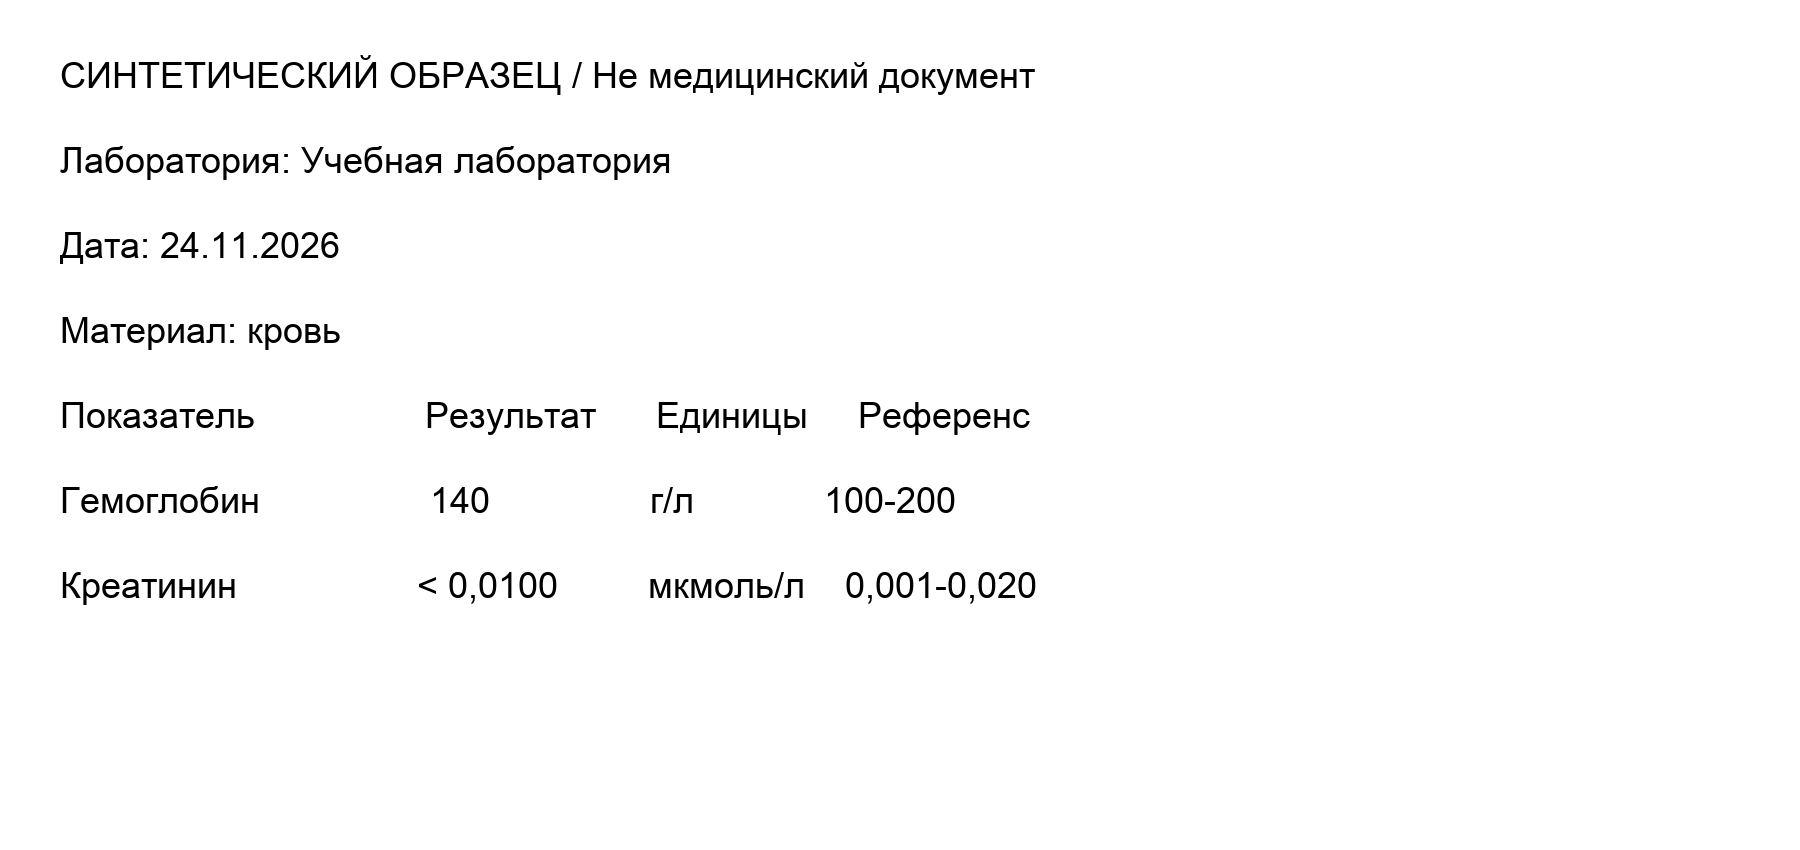 СИНТЕТИЧЕСКИЙ ОБРАЗЕЦ / Не медицинский документ
Лаборатория: Учебная лаборатория
Дата: 24.11.2026
Материал: кровь
Показатель Результат Единицы Референс
Гемоглобин 140 г/л 100-200
Креатинин < 0,0100 мкмоль/л 0,001-0,020